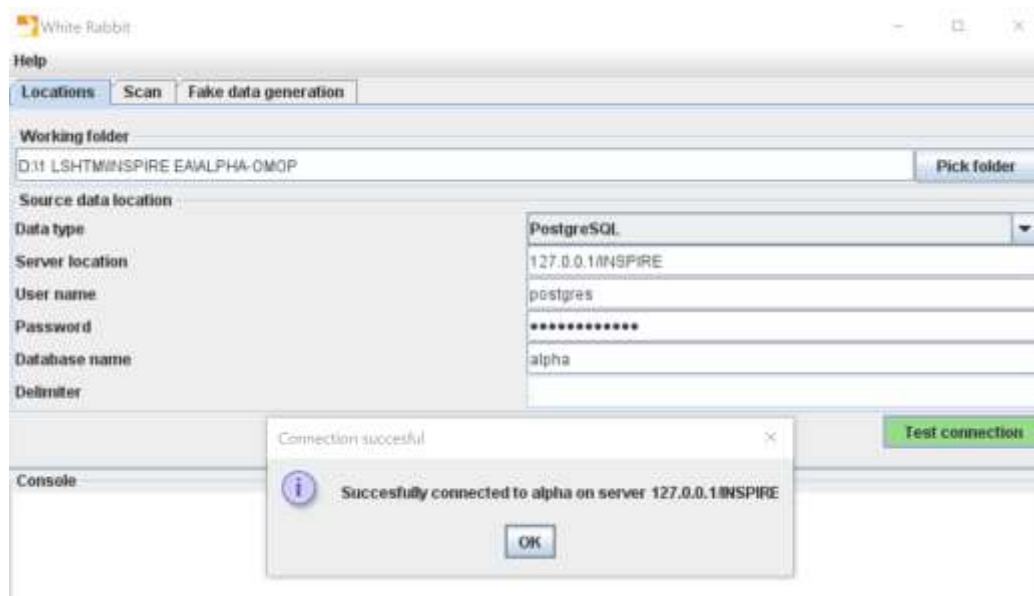 White Rabbit
Help
Locations Scan Fake data generation
Working folder
D:\1 LSHTM\INSPIRE EA\ALPHA-OMOP Pick folder
Source data location
Data type PostgreSQL
Server location 127.0.0.1/INSPIRE
User name postgres
Password ••••••••••••
Database name alpha
Delimiter
Test connection
Connection succesful
Console
Succesfully connected to alpha on server 127.0.0.1/INSPIRE
OK